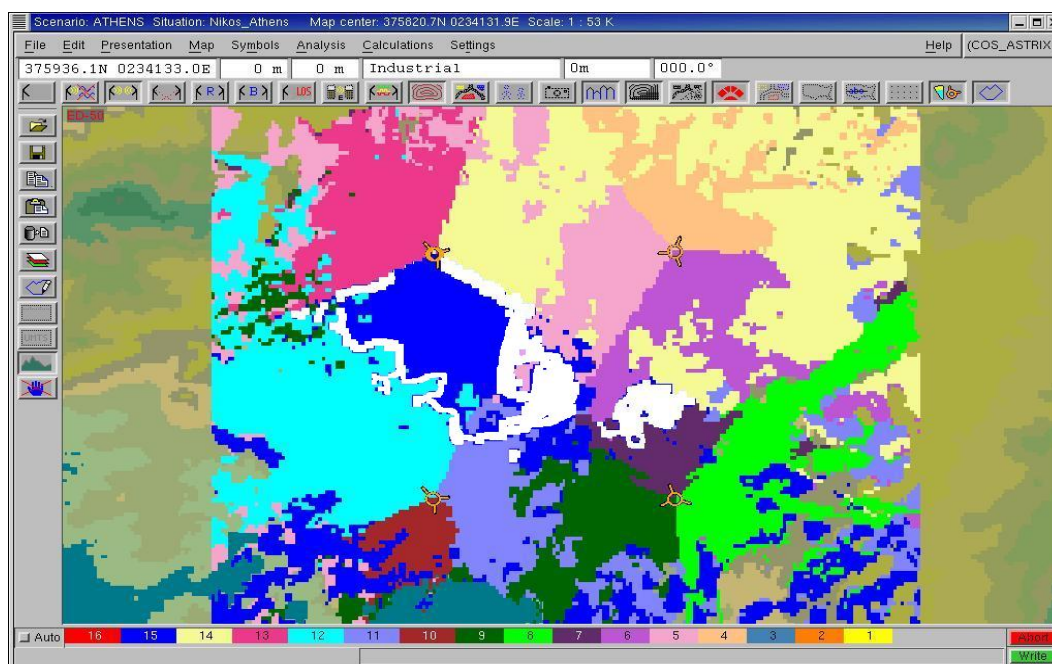 Scenario: ATHENS Situation: Nikos_Athens Map center: 375820.7N 0234131.9E Scale: 1 : 53 K
File Edit Presentation Map Symbols Analysis Calculations Settings Help (COS_ASTRIX
375936.1N 0234133.0E 0 m 0 m Industrial 0m 000.0°
R B LOS abc
ED-50
UMTS
Auto 16 15 14 13 12 11 10 9 8 7 6 5 4 3 2 1 Abort
Write